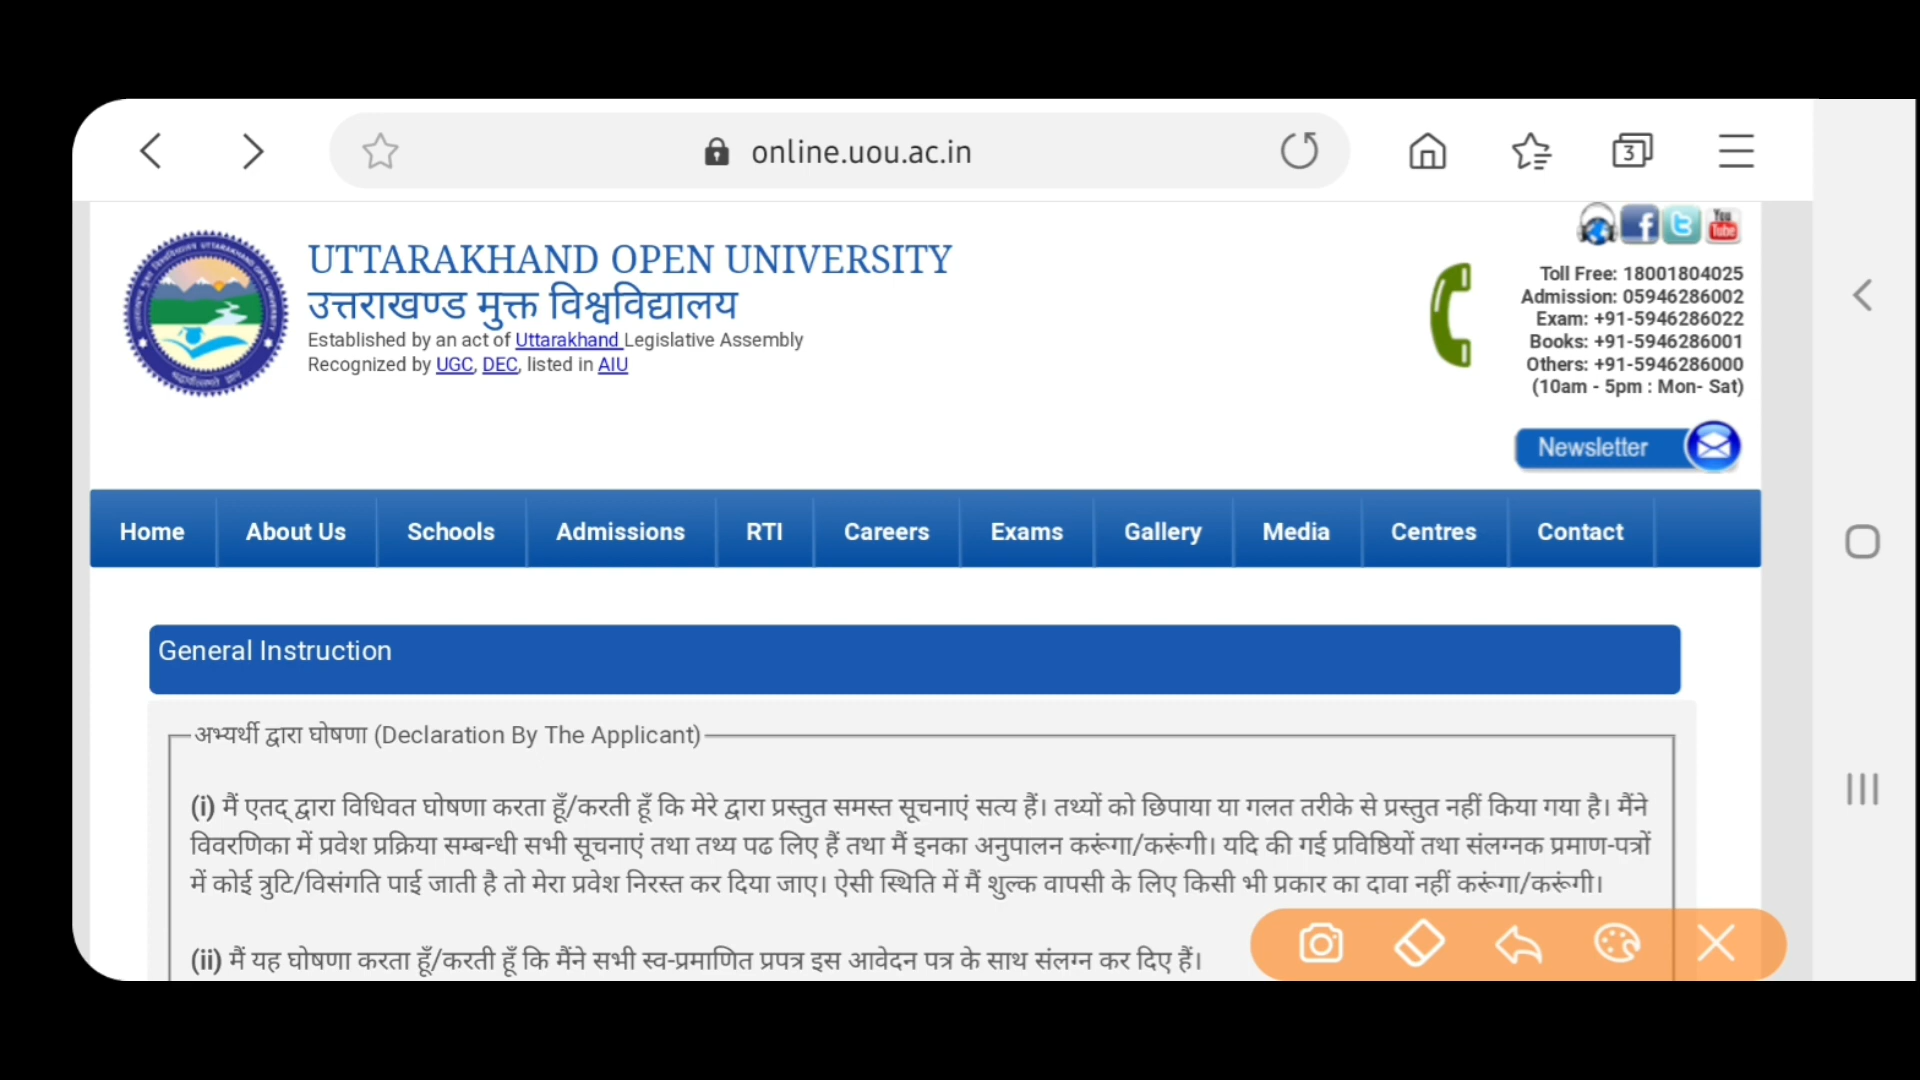 online.uou.ac.in
3
UTTARAKHAND OPEN UNIVERSITY
उत्तराखण्ड मुक्त विश्वविद्यालय
Established by an act of Uttarakhand Legislative Assembly
Recognized by UGC, DEC, listed in AIU
You
Tube
Toll Free: 18001804025
Admission: 05946286002
Exam: +91-5946286022
Books: +91-5946286001
Others: +91-5946286000
(10am - 5pm : Mon- Sat)
Newsletter
Home About Us Schools Admissions RTI Careers Exams Gallery Media Centres Contact
General Instruction
अभ्यर्थी द्वारा घोषणा (Declaration By The Applicant)
(i) मैं एतद् द्वारा विधिवत घोषणा करता हूँ/करती हूँ कि मेरे द्वारा प्रस्तुत समस्त सूचनाएं सत्य हैं। तथ्यों को छिपाया या गलत तरीके से प्रस्तुत नहीं किया गया है। मैंने
विवरणिका में प्रवेश प्रक्रिया सम्बन्धी सभी सूचनाएं तथा तथ्य पढ लिए हैं तथा मैं इनका अनुपालन करूंगा/करूंगी। यदि की गई प्रविष्ठियों तथा संलग्नक प्रमाण-पत्रों
में कोई त्रुटि/विसंगति पाई जाती है तो मेरा प्रवेश निरस्त कर दिया जाए। ऐसी स्थिति में मैं शुल्क वापसी के लिए किसी भी प्रकार का दावा नहीं करूंगा/करूंगी।
(ii) मैं यह घोषणा करता हूँ/करती हूँ कि मैंने सभी स्व-प्रमाणित प्रपत्र इस आवेदन पत्र के साथ संलग्न कर दिए हैं।